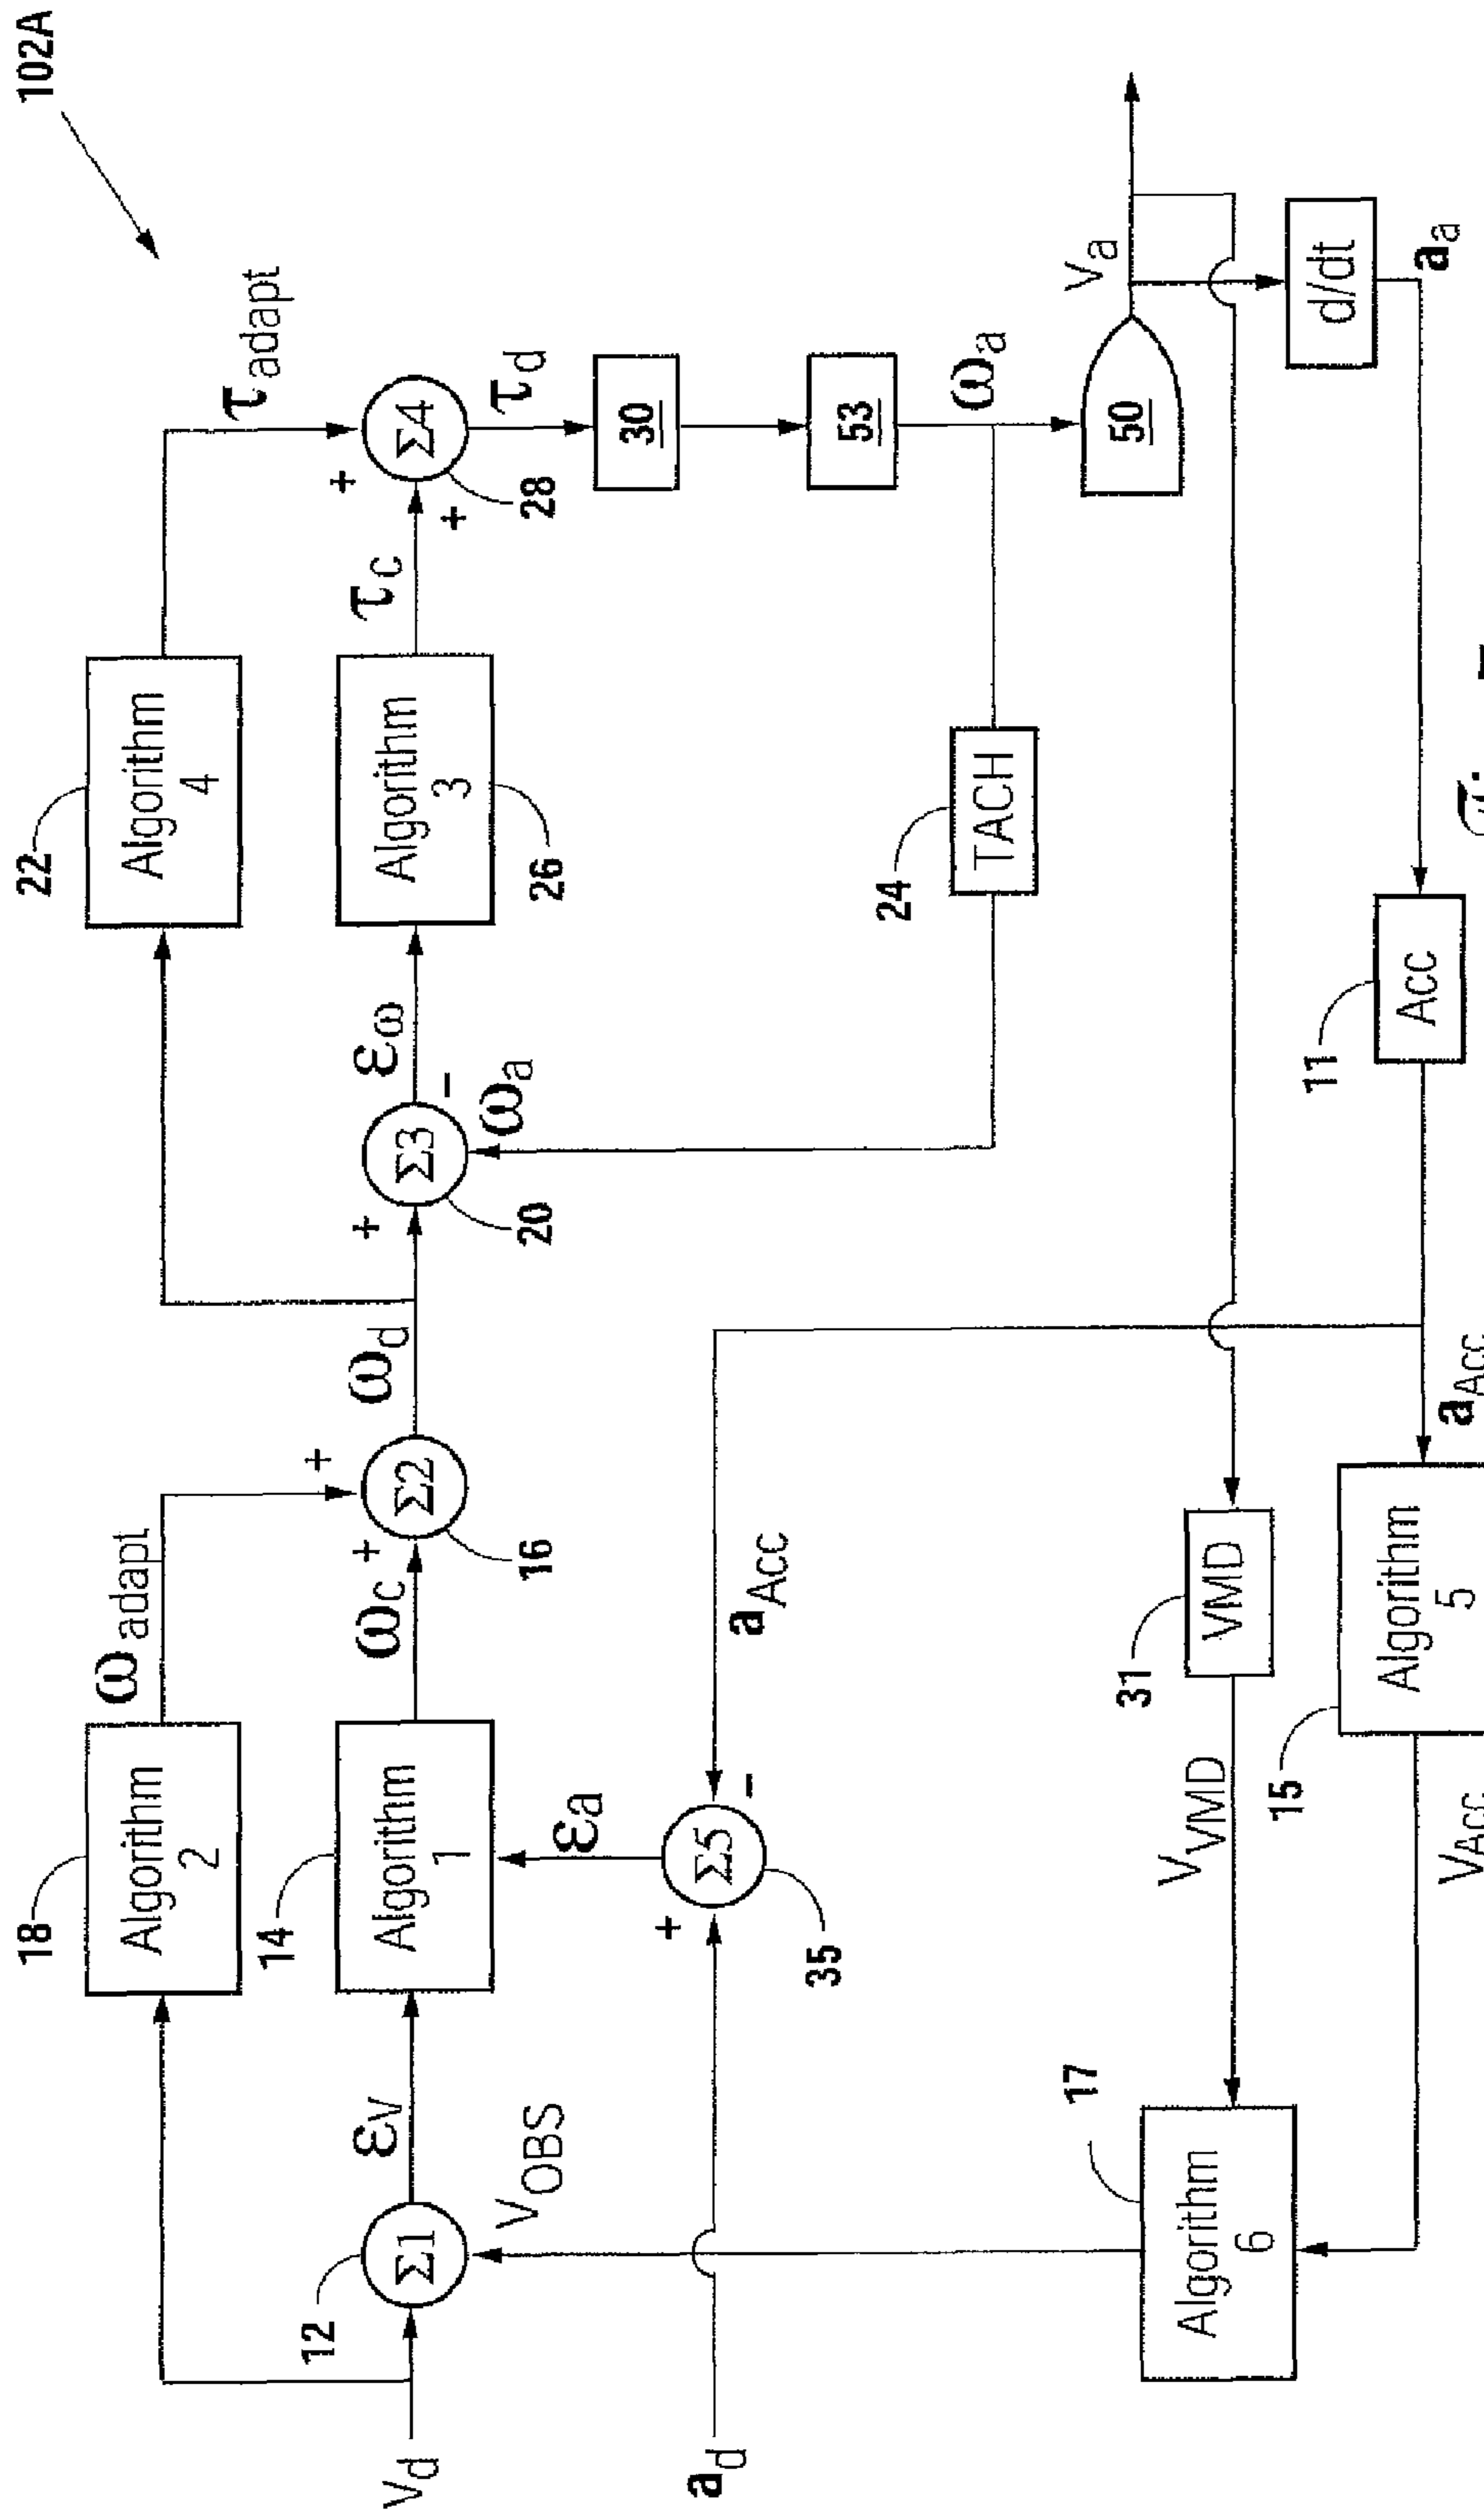 102A
22
Algorithm
4
τadapt
18
Algorithm
2
ωadapt
+
+
Σ4
28
τd
30
53
ωa
50
Va
d/dt
aa
Vd
12
Σ1
εV
14
Algorithm
1
ωc
+
+
Σ2
16
ωd
+
Σ3
20
-
εω
ωa
Algorithm
3
26
τc
24
TACH
VOBS
ad
+
Σ5
35
-
εa
aAcc
17
Algorithm
6
VVMD
31
VMD
15
Algorithm
5
VAcc
aAcc
11
Acc